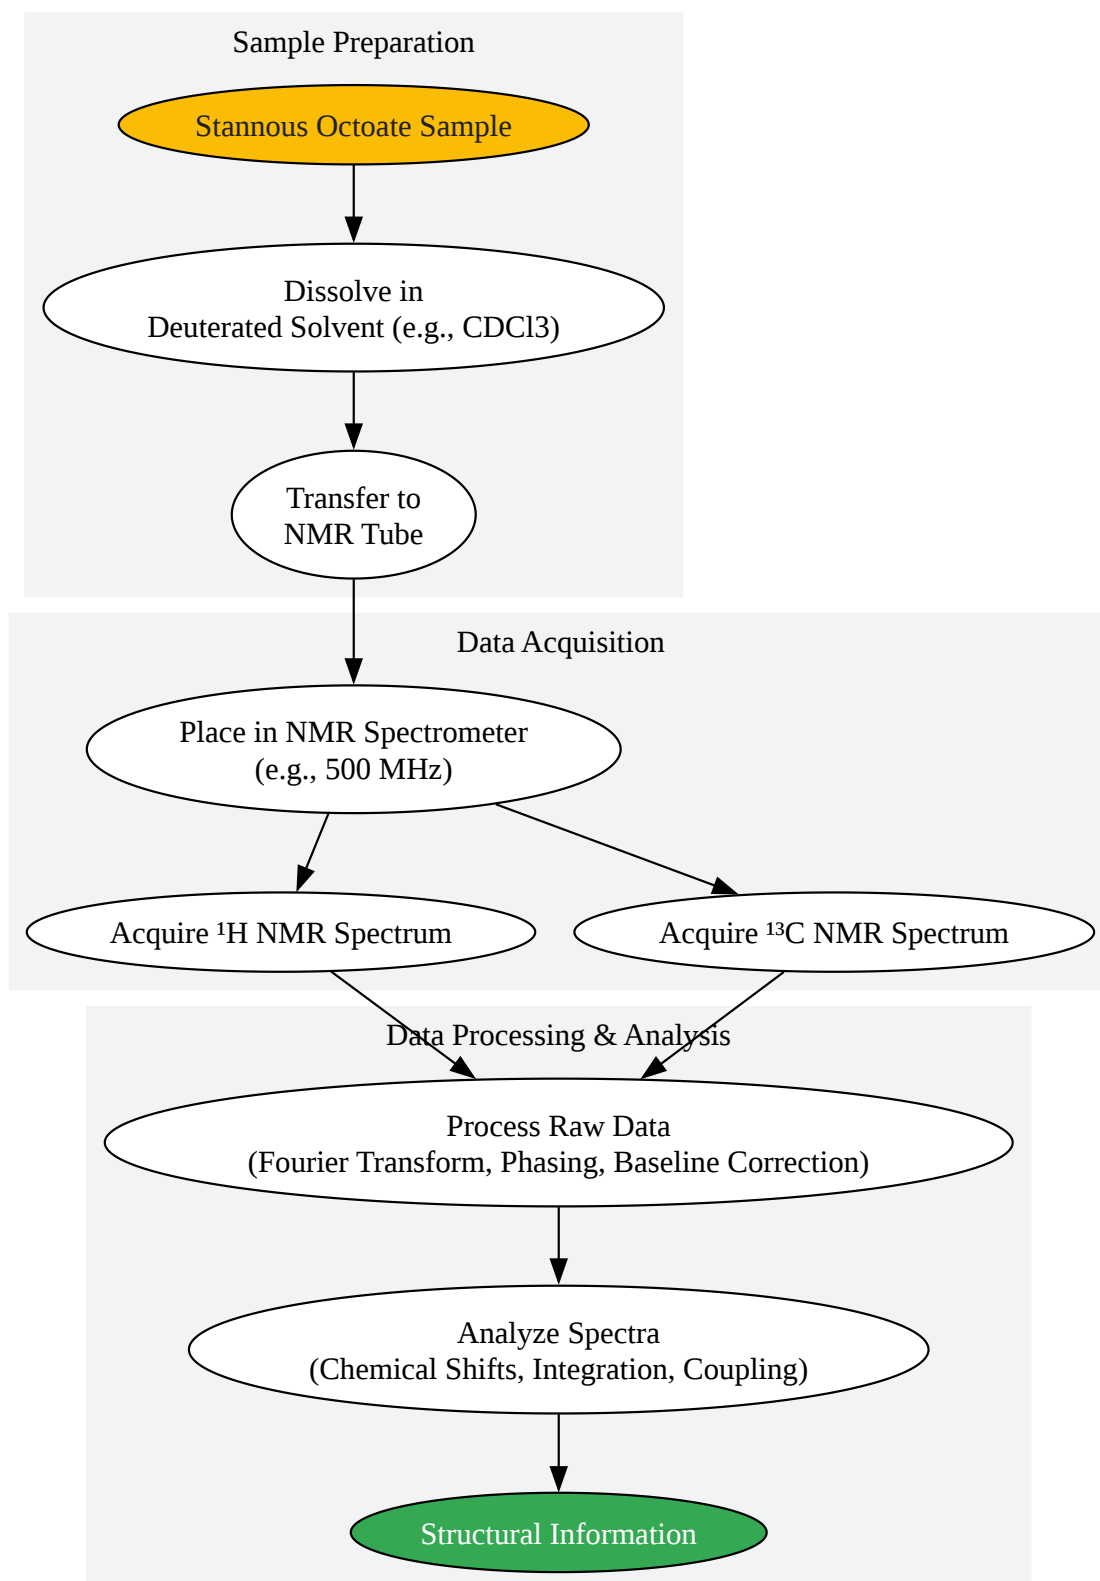 Sample Preparation
Stannous Octoate Sample
Dissolve in
Deuterated Solvent (e.g., CDCl3)
Transfer to
NMR Tube
Data Acquisition
Place in NMR Spectrometer
(e.g., 500 MHz)
Acquire ¹H NMR Spectrum
Acquire ¹³C NMR Spectrum
Data Processing & Analysis
Process Raw Data
(Fourier Transform, Phasing, Baseline Correction)
Analyze Spectra
(Chemical Shifts, Integration, Coupling)
Structural Information